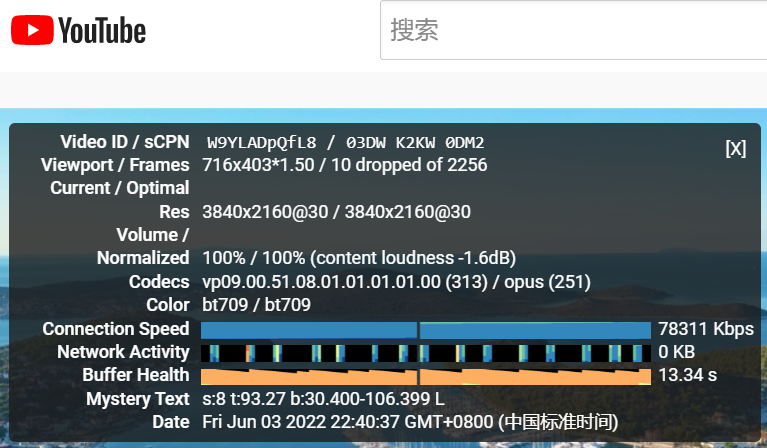 YouTube
搜索
Video ID / sCPN W9YLADpQfL8 / 03DW K2KW 0DM2
[X]
Viewport / Frames 716x403*1.50 / 10 dropped of 2256
Current / Optimal
Res 3840x2160@30 / 3840x2160@30
Volume /
Normalized 100% / 100% (content loudness -1.6dB)
Codecs vp09.00.51.08.01.01.01.01.00 (313) / opus (251)
Color bt709 / bt709
Connection Speed 78311 Kbps
Network Activity 0 KB
Buffer Health 13.34 s
Mystery Text s:8 t:93.27 b:30.400-106.399 L
Date Fri Jun 03 2022 22:40:37 GMT+0800 (中国标准时间)